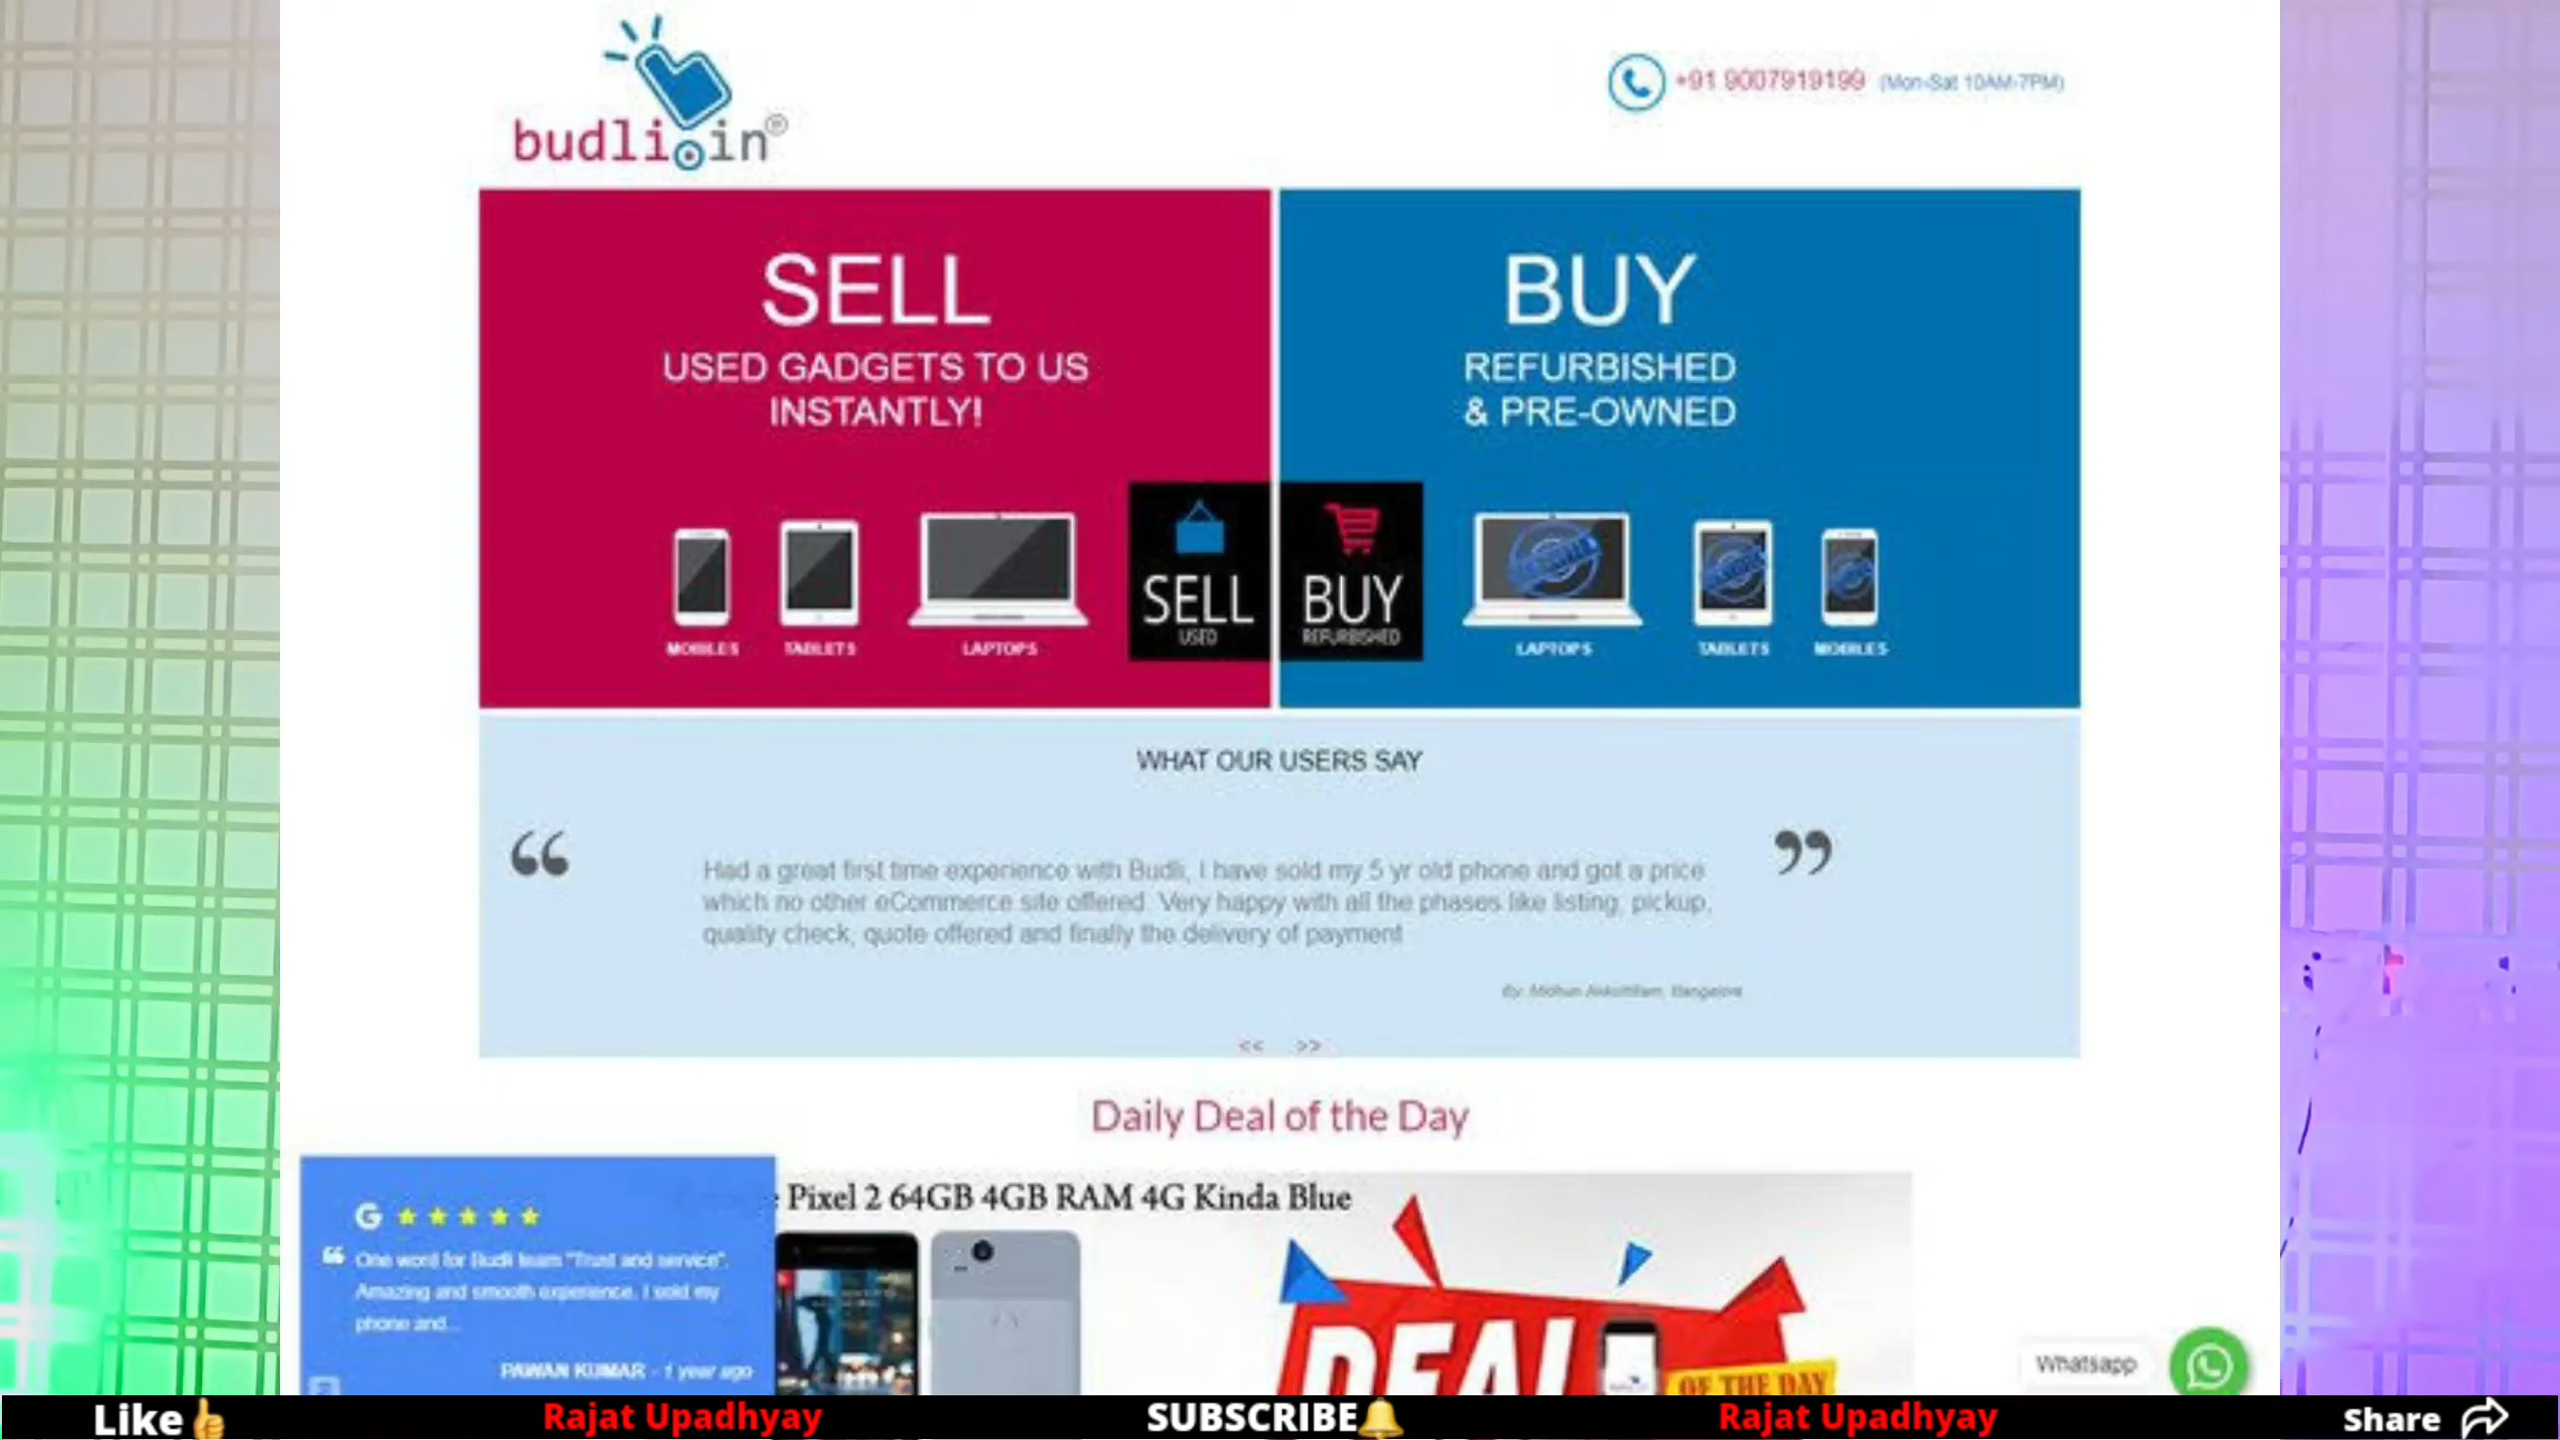 budli.in®
+91 9007919199 (Mon-Sat 10AM-7PM)
SELL
USED GADGETS TO US
INSTANTLY!
BUY
REFURBISHED
& PRE-OWNED
SELL
USED
BUY
REFURBISHED
MOBILES TABLETS LAPTOPS
LAPTOPS TABLETS MOBILES
WHAT OUR USERS SAY
“ ”
Had a great first time experience with Budli, I have sold my 5 yr old phone and got a price
which no other eCommerce site offered. Very happy with all the phases like listing, pickup,
quality check, quote offered and finally the delivery of payment
By: Midhun Bangalore
<< >>
Daily Deal of the Day
G
“ One word for Budli team "Trust and service".
Amazing and smooth experience. I sold my
phone and...
PAWAN KUMAR - 1 year ago
Pixel 2 64GB 4GB RAM 4G Kinda Blue
DEAL
OF THE DAY
Whatsapp
Like Rajat Upadhyay SUBSCRIBE Rajat Upadhyay Share